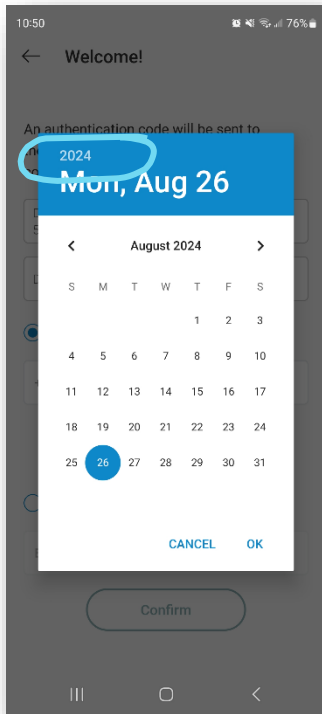 10:50 76%
Welcome!
An authentication code will be sent to
2024
Mon, Aug 26
August 2024
S M T W T F S
1 2 3
4 5 6 7 8 9 10
11 12 13 14 15 16 17
18 19 20 21 22 23 24
25 26 27 28 29 30 31
CANCEL OK
Confirm